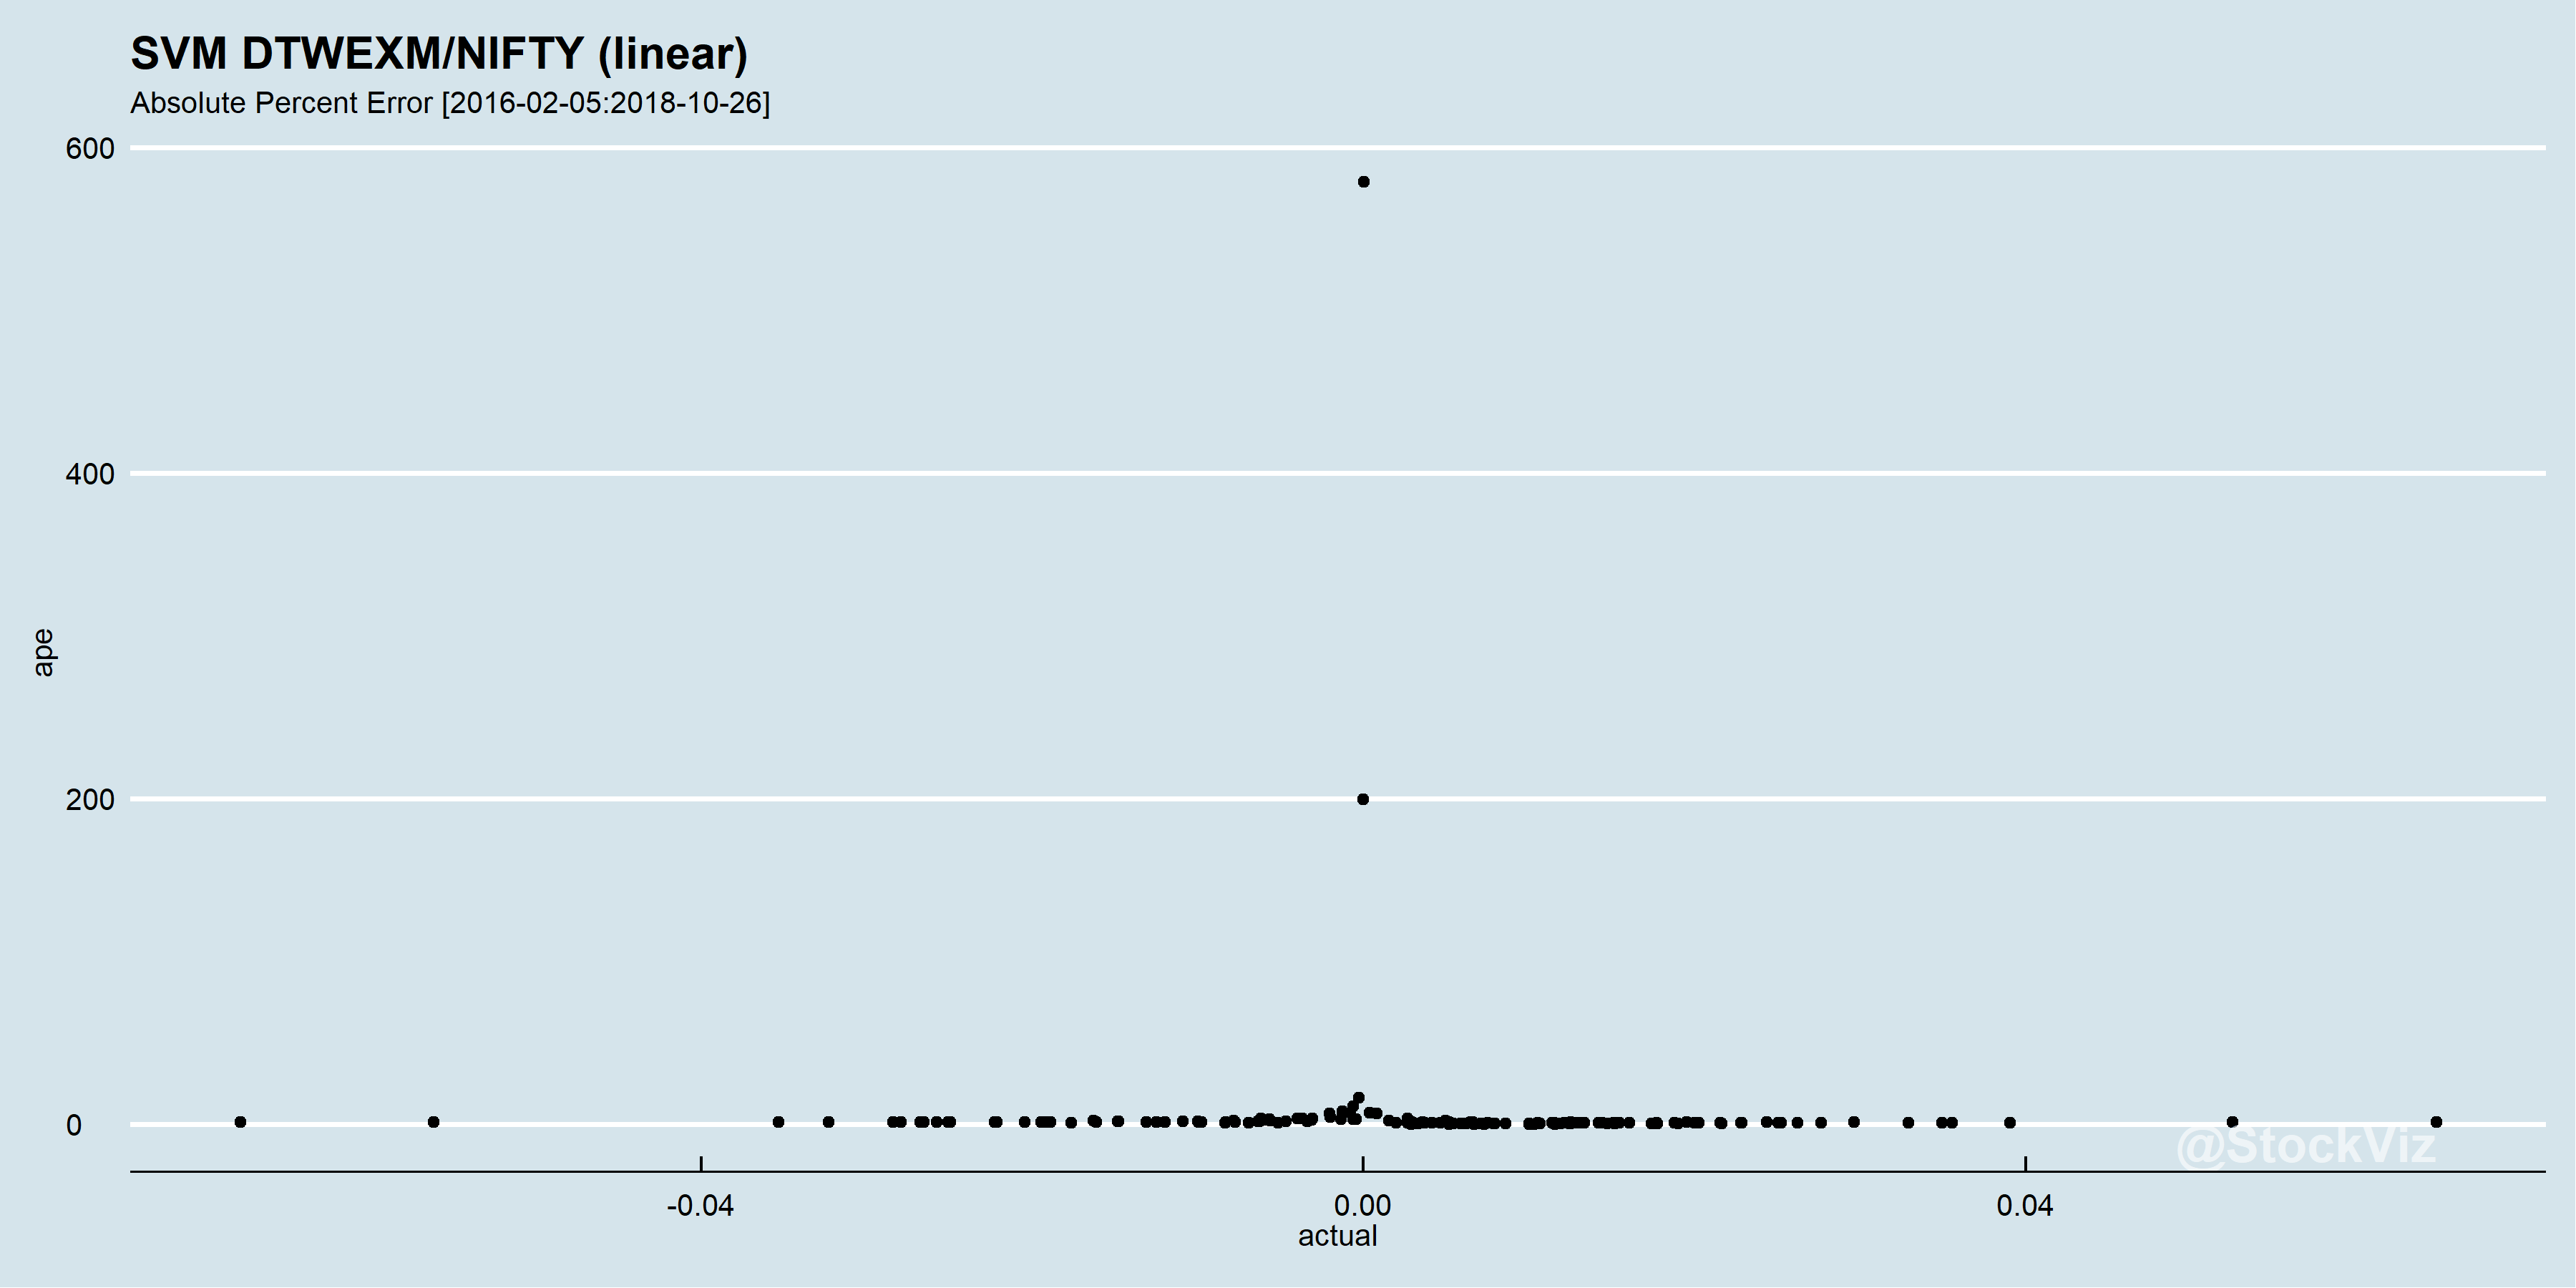 SVM DTWEXM/NIFTY (linear)
Absolute Percent Error [2016-02-05:2018-10-26]
600
400
200
0
ape
@StockViz
-0.04 0.00 0.04
actual